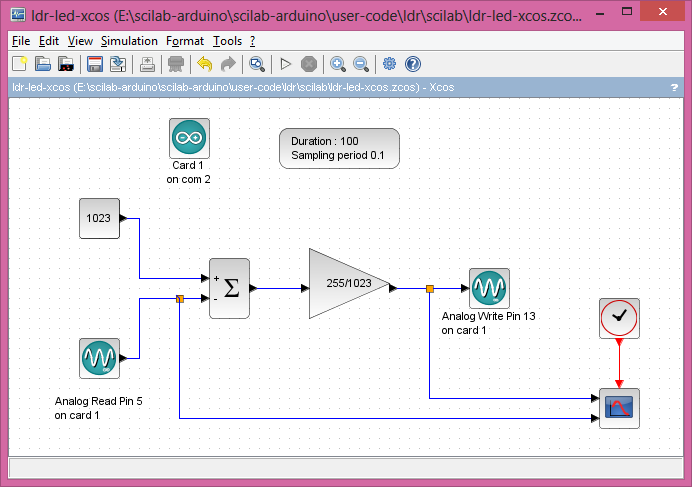 ldr-led-xcos (E:\scilab-arduino\scilab-arduino\user-code\ldr\scilab\ldr-led-xcos.zco...
File Edit View Simulation Format Tools ?
ldr-led-xcos (E:\scilab-arduino\scilab-arduino\user-code\ldr\scilab\ldr-led-xcos.zcos) - Xcos ?
Card 1
on com 2
Duration : 100
Sampling period 0.1
1023
+
-
Σ
255/1023
Analog Write Pin 13
on card 1
Analog Read Pin 5
on card 1